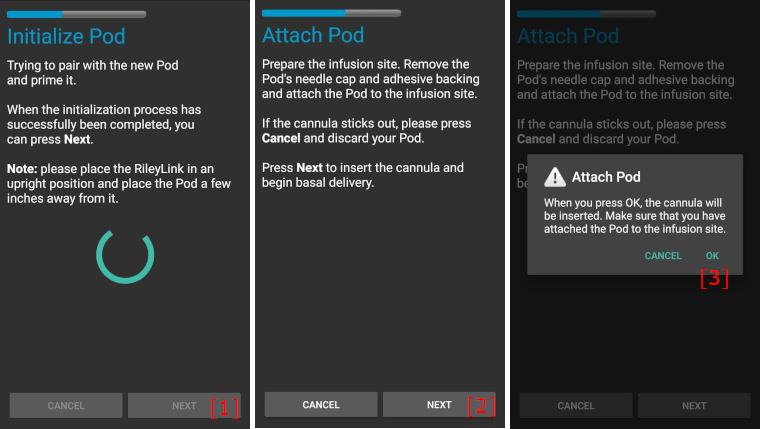 Initialize Pod
Trying to pair with the new Pod
and prime it.
When the initialization process has
successfully been completed, you
can press Next.
Note: please place the RileyLink in an
upright position and place the Pod a few
inches away from it.
CANCEL
NEXT
[1]
Attach Pod
Prepare the infusion site. Remove the
Pod's needle cap and adhesive backing
and attach the Pod to the infusion site.
If the cannula sticks out, please press
Cancel and discard your Pod.
Press Next to insert the cannula and
begin basal delivery.
CANCEL
NEXT
[2]
Attach Pod
Prepare the infusion site. Remove the
Pod's needle cap and adhesive backing
and attach the Pod to the infusion site.
If the cannula sticks out, please press
Cancel and discard your Pod.
Attach Pod
When you press OK, the cannula will
be inserted. Make sure that you have
attached the Pod to the infusion site.
CANCEL
OK
[3]
CANCEL
NEXT